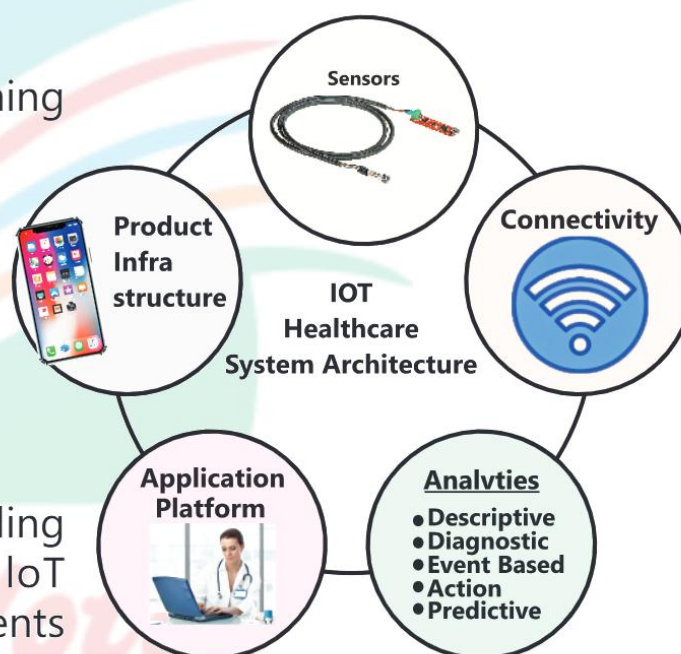 ning
Sensors
Product
Infra
structure
Connectivity
IOT
Healthcare
System Architecture
Application
Platform
Analvties
• Descriptive
• Diagnostic
• Event Based
• Action
• Predictive
ling
IoT
ents